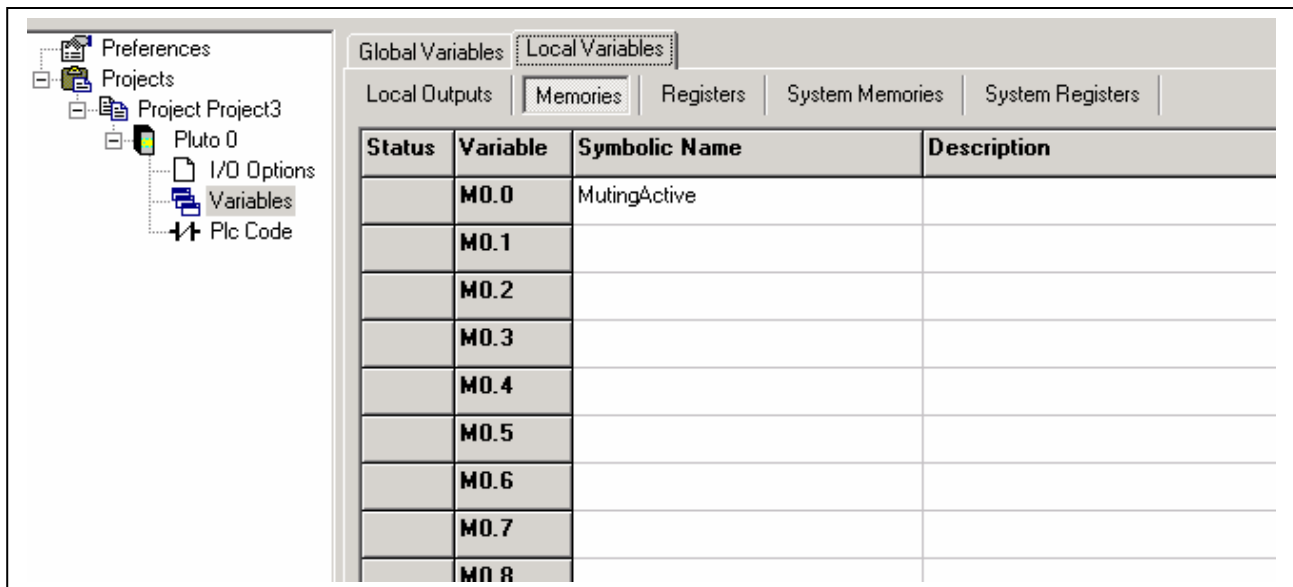 Preferences
Projects
Project Project3
Pluto 0
I/O Options
Variables
Plc Code
Global Variables Local Variables
Local Outputs Memories Registers System Memories System Registers
Status Variable Symbolic Name Description
M0.0 MutingActive
M0.1
M0.2
M0.3
M0.4
M0.5
M0.6
M0.7
M0.8